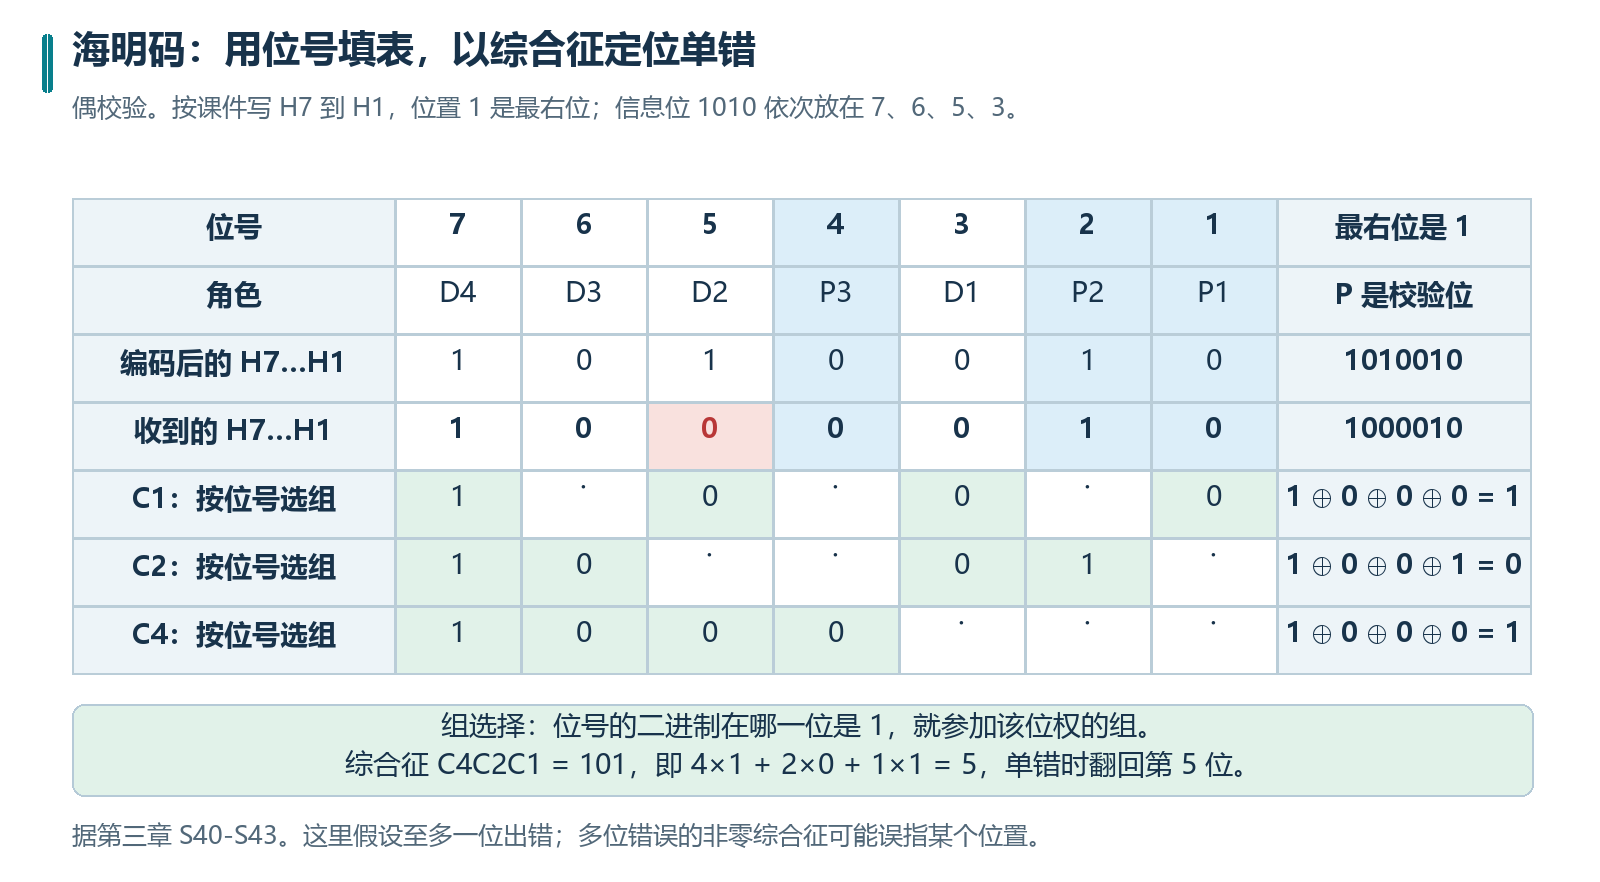 海明码：用位号填表，以综合征定位单错
偶校验。按课件写 H7 到 H1，位置 1 是最右位；信息位 1010 依次放在 7、6、5、3。
位号 7 6 5 4 3 2 1 最右位是 1
角色 D4 D3 D2 P3 D1 P2 P1 P 是校验位
编码后的 H7…H1 1 0 1 0 0 1 0 1010010
收到的 H7…H1 1 0 0 0 0 1 0 1000010
C1：按位号选组 1 · 0 · 0 · 0 1 ⊕ 0 ⊕ 0 ⊕ 0 = 1
C2：按位号选组 1 0 · · 0 1 · 1 ⊕ 0 ⊕ 0 ⊕ 1 = 0
C4：按位号选组 1 0 0 0 · · · 1 ⊕ 0 ⊕ 0 ⊕ 0 = 1
组选择：位号的二进制在哪一位是 1，就参加该位权的组。
综合征 C4C2C1 = 101，即 4×1 + 2×0 + 1×1 = 5，单错时翻回第 5 位。
据第三章 S40-S43。这里假设至多一位出错；多位错误的非零综合征可能误指某个位置。